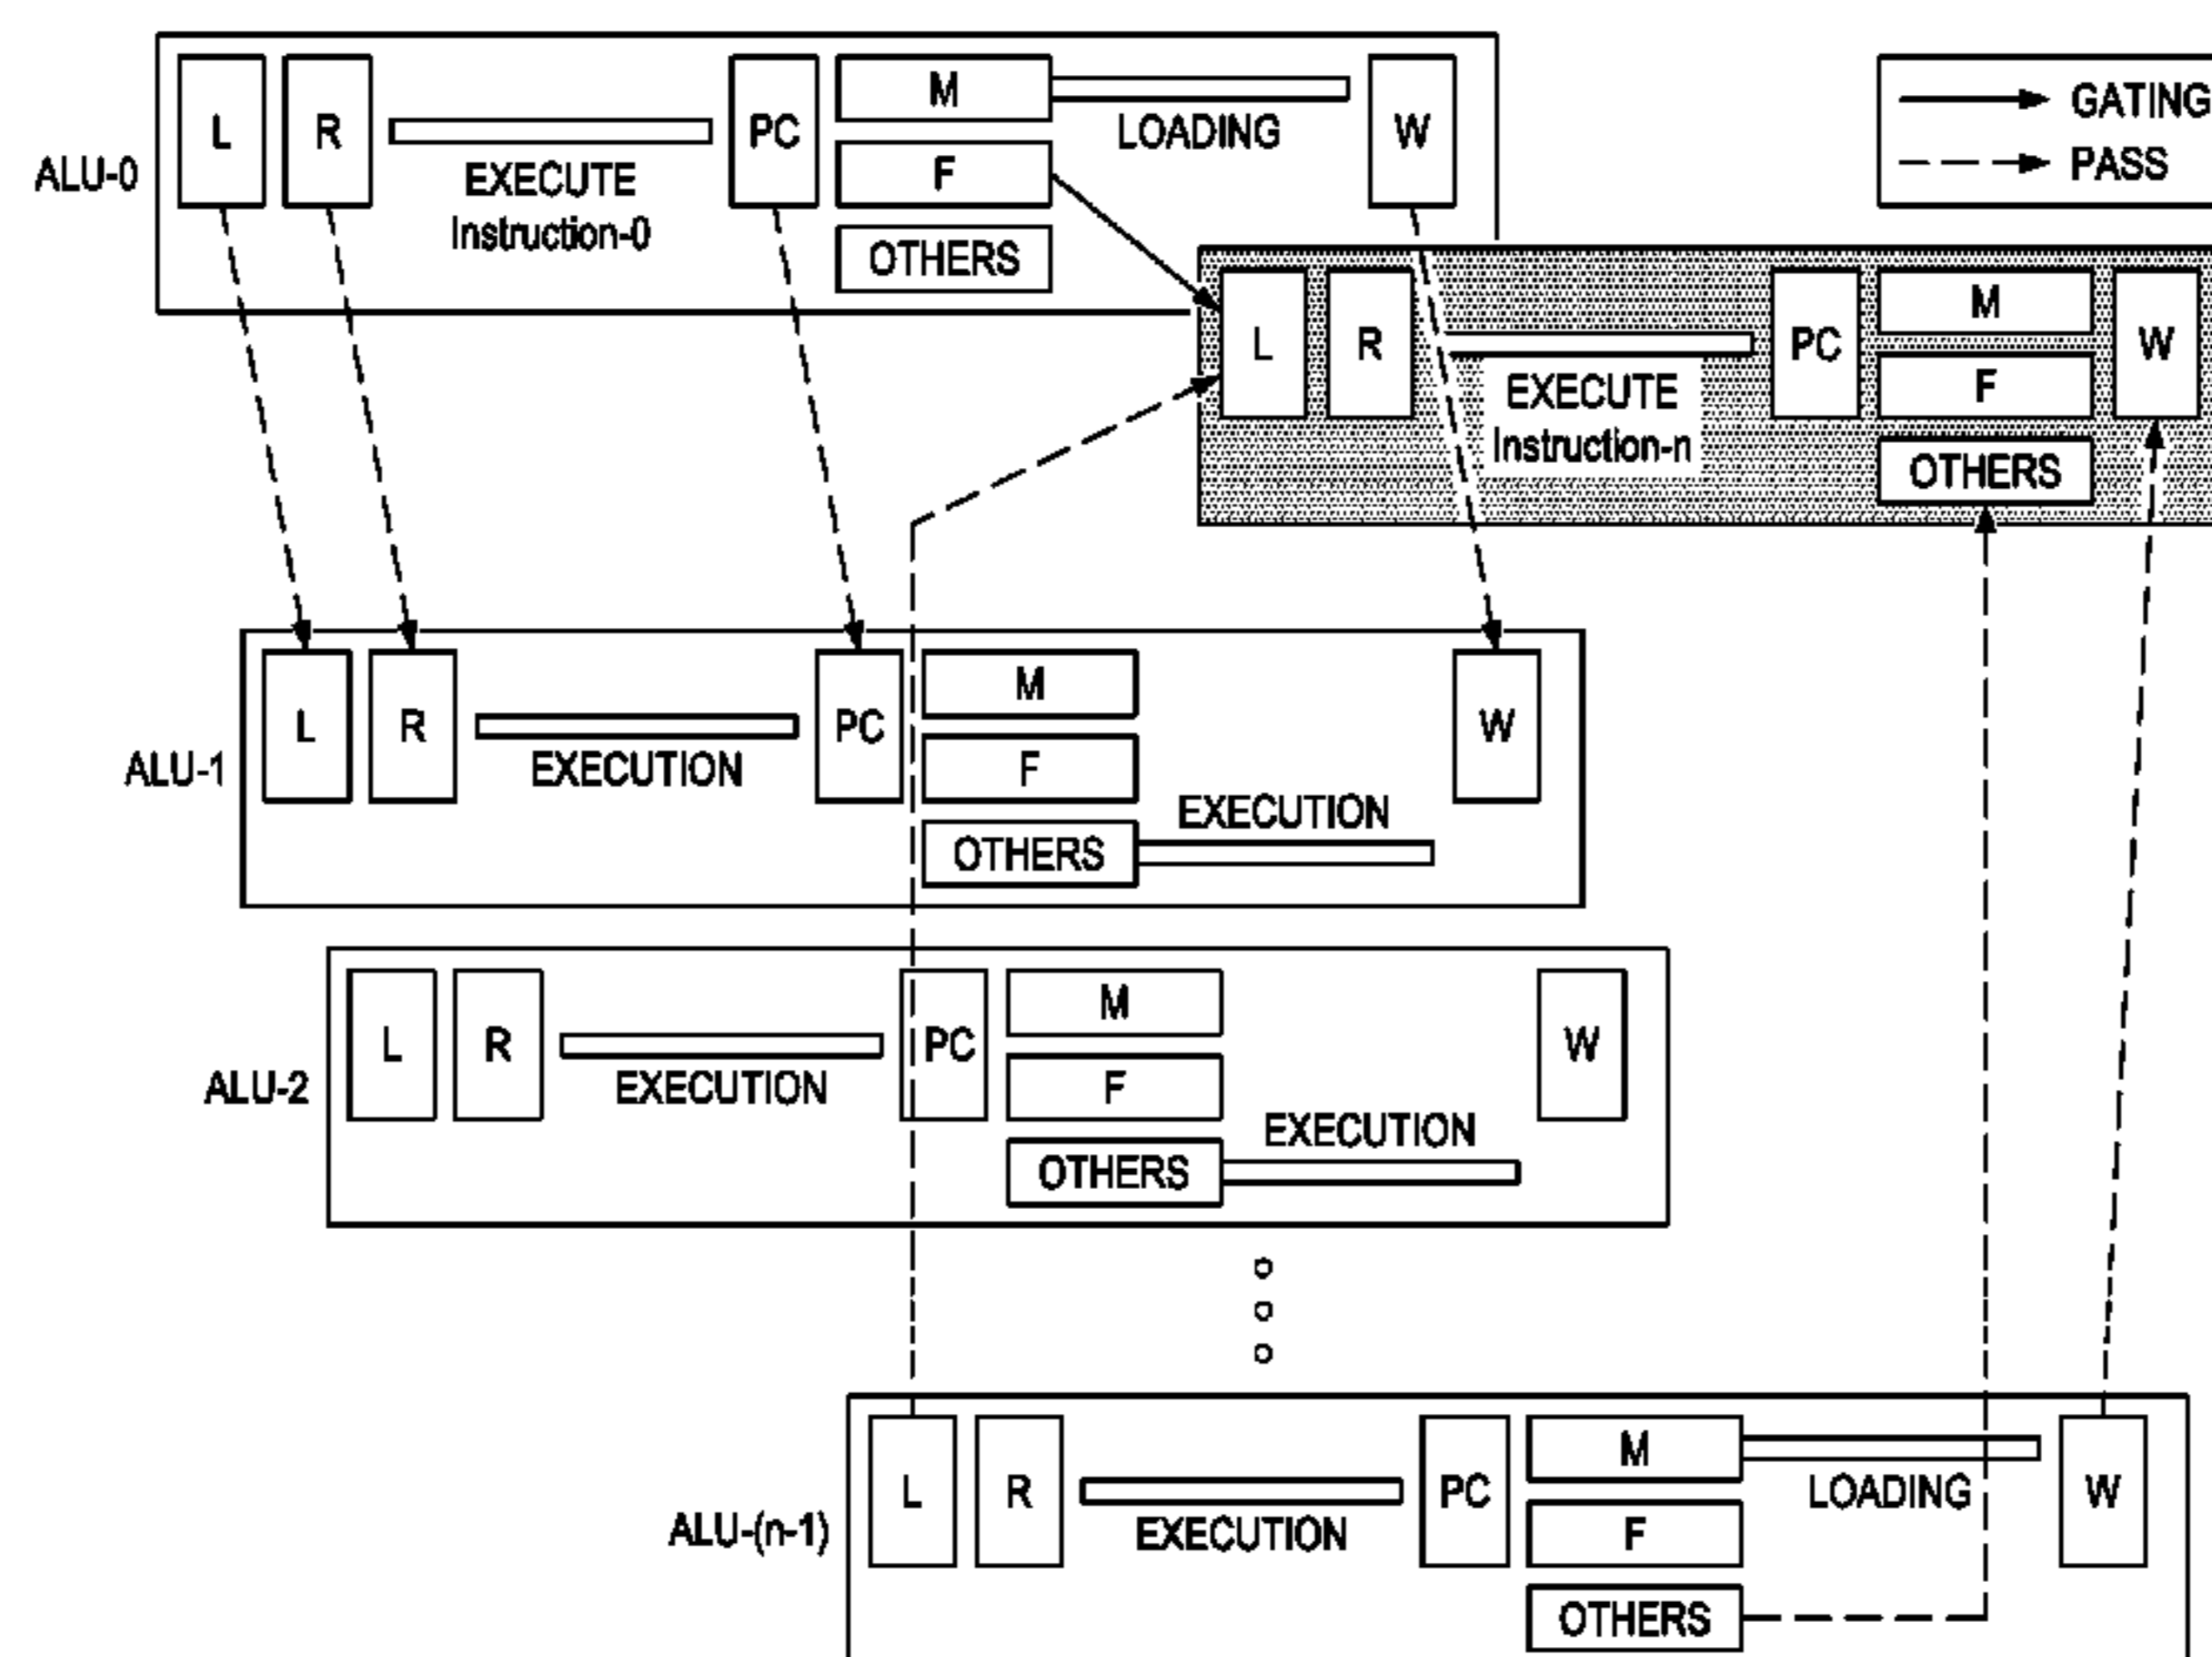 GATING
PASS
ALU-0
L
R
EXECUTE
Instruction-0
PC
M
LOADING
F
OTHERS
W
L
R
EXECUTE
Instruction-n
PC
M
F
OTHERS
W
ALU-1
L
R
EXECUTION
PC
M
F
OTHERS
EXECUTION
W
ALU-2
L
R
EXECUTION
PC
M
F
OTHERS
EXECUTION
W
ALU-(n-1)
L
R
EXECUTION
PC
M
LOADING
F
OTHERS
W